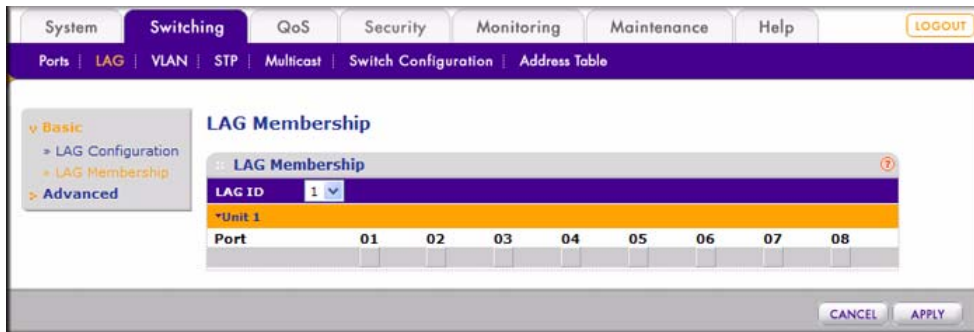 System Switching QoS Security Monitoring Maintenance Help LOGOUT
Ports | LAG | VLAN | STP | Multicast | Switch Configuration | Address Table
Basic
» LAG Configuration
» LAG Membership
Advanced
LAG Membership
LAG Membership ?
LAG ID 1
Unit 1
Port 01 02 03 04 05 06 07 08
CANCEL APPLY